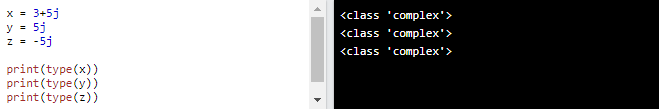 x = 3+5j
y = 5j
z = -5j
print(type(x))
print(type(y))
print(type(z))
<class 'complex'>
<class 'complex'>
<class 'complex'>